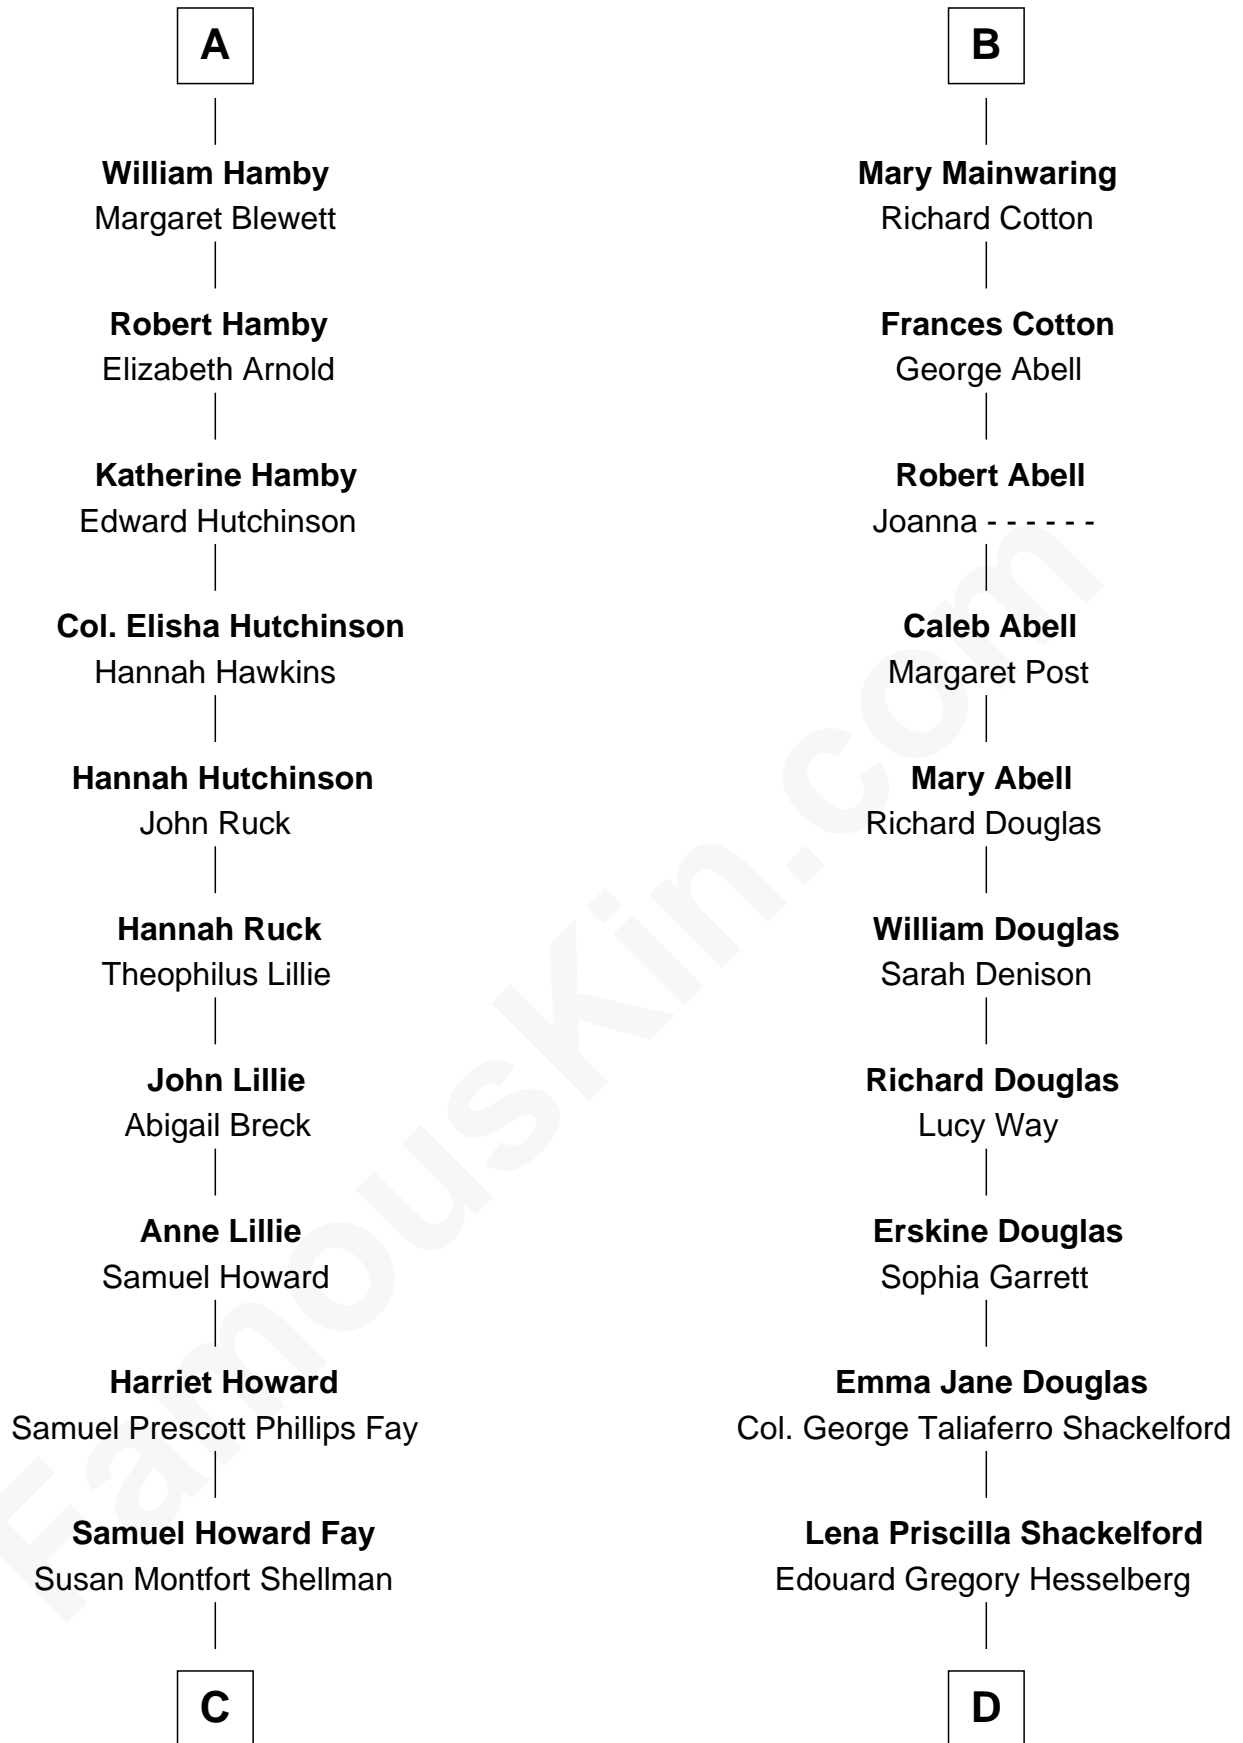 A
William Hamby
Margaret Blewett
Robert Hamby
Elizabeth Arnold
Katherine Hamby
Edward Hutchinson
Col. Elisha Hutchinson
Hannah Hawkins
Hannah Hutchinson
John Ruck
Hannah Ruck
Theophilus Lillie
John Lillie
Abigail Breck
Anne Lillie
Samuel Howard
Harriet Howard
Samuel Prescott Phillips Fay
Samuel Howard Fay
Susan Montfort Shellman
C
B
Mary Mainwaring
Richard Cotton
Frances Cotton
George Abell
Robert Abell
Joanna - - - - - -
Caleb Abell
Margaret Post
Mary Abell
Richard Douglas
William Douglas
Sarah Denison
Richard Douglas
Lucy Way
Erskine Douglas
Sophia Garrett
Emma Jane Douglas
Col. George Taliaferro Shackelford
Lena Priscilla Shackelford
Edouard Gregory Hesselberg
D
FamousKin.com